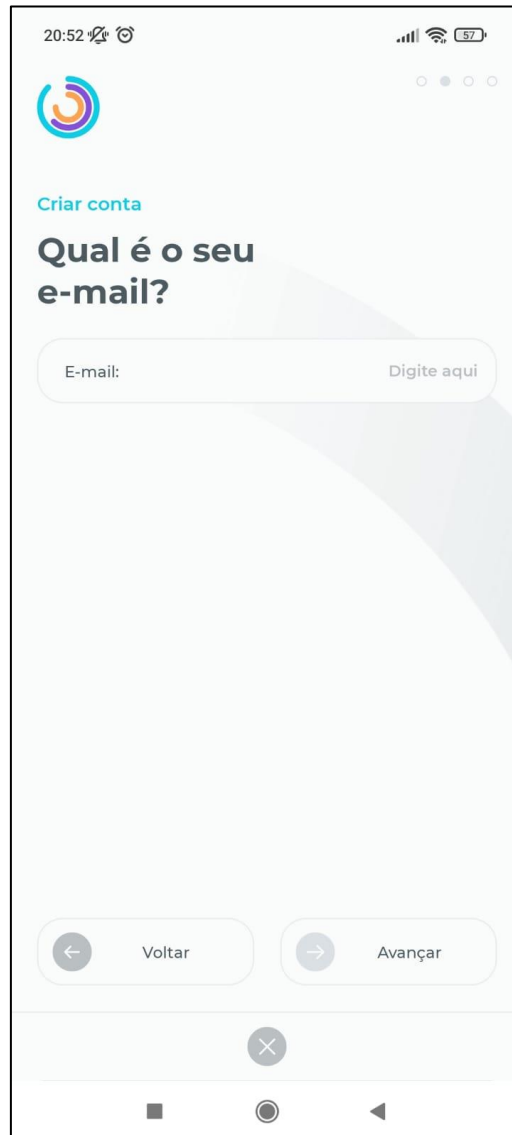 20:52
57
Criar conta
Qual é o seu
e-mail?
E-mail: Digite aqui
Voltar
Avançar